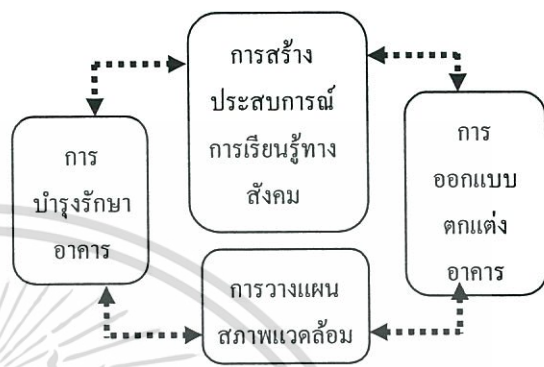 การสร้าง
ประสบการณ์
การเรียนรู้ทาง
สังคม
การ
บำรุงรักษา
อาคาร
การ
ออกแบบ
ตกแต่ง
อาคาร
การวางแผน
สภาพแวดล้อม